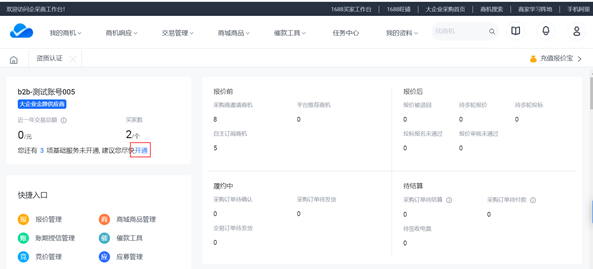 欢迎访问企采商工作台! 1688买家工作台 | 1688旺铺 | 大企业采购首页 | 商机搜索 | 商家学习阵地 | 手机阿里
我的商机 商机响应 交易管理 商城商品 催款工具 任务中心 我的资料 找商机
资质认证 充值报价宝
b2b-测试账号005
大企业金牌供应商
近一年交易总额 买家数
0/元 2/个
您还有 3 项基础服务未开通, 建议您尽快开通
快捷入口
报 报价管理 商 商城商品管理
账 账期授信管理 催 催款工具
竞 竞价管理 应 应募管理
报价前
采购商邀请商机 平台推荐商机
8 0
自主订阅商机
5
报价后
报价被退回 待多轮报价 待多轮投标
0 0 0
投标报名未通过 报价审核未通过
0 0
履约中
采购订单待确认 采购订单待发货
0 0
交易订单待发货
0
待结算
采购订单待结算 采购订单待付款
0 0
待签收电票
0